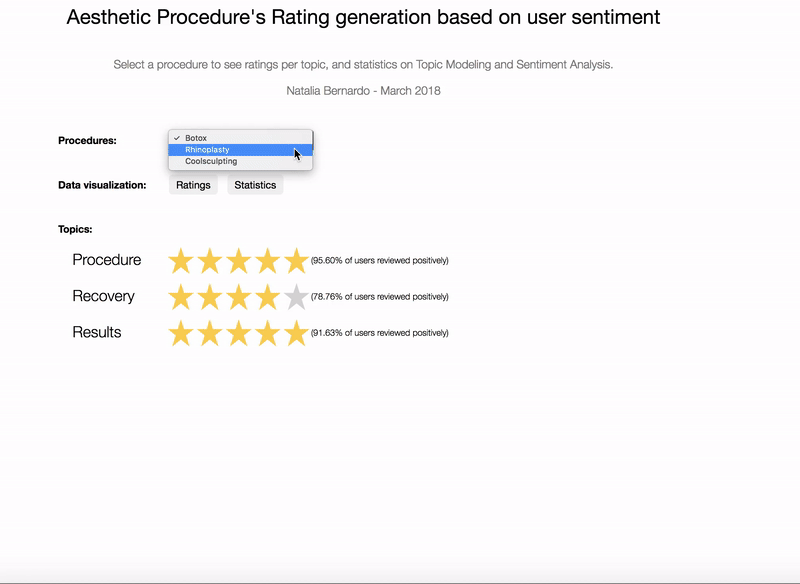 Aesthetic Procedure's Rating generation based on user sentiment
Select a procedure to see ratings per topic, and statistics on Topic Modeling and Sentiment Analysis.
Natalia Bernardo - March 2018
Procedures:
✓ Botox
Rhinoplasty
Coolsculpting
Data visualization: Ratings Statistics
Topics:
Procedure (95.60% of users reviewed positively)
Recovery (78.76% of users reviewed positively)
Results (91.63% of users reviewed positively)